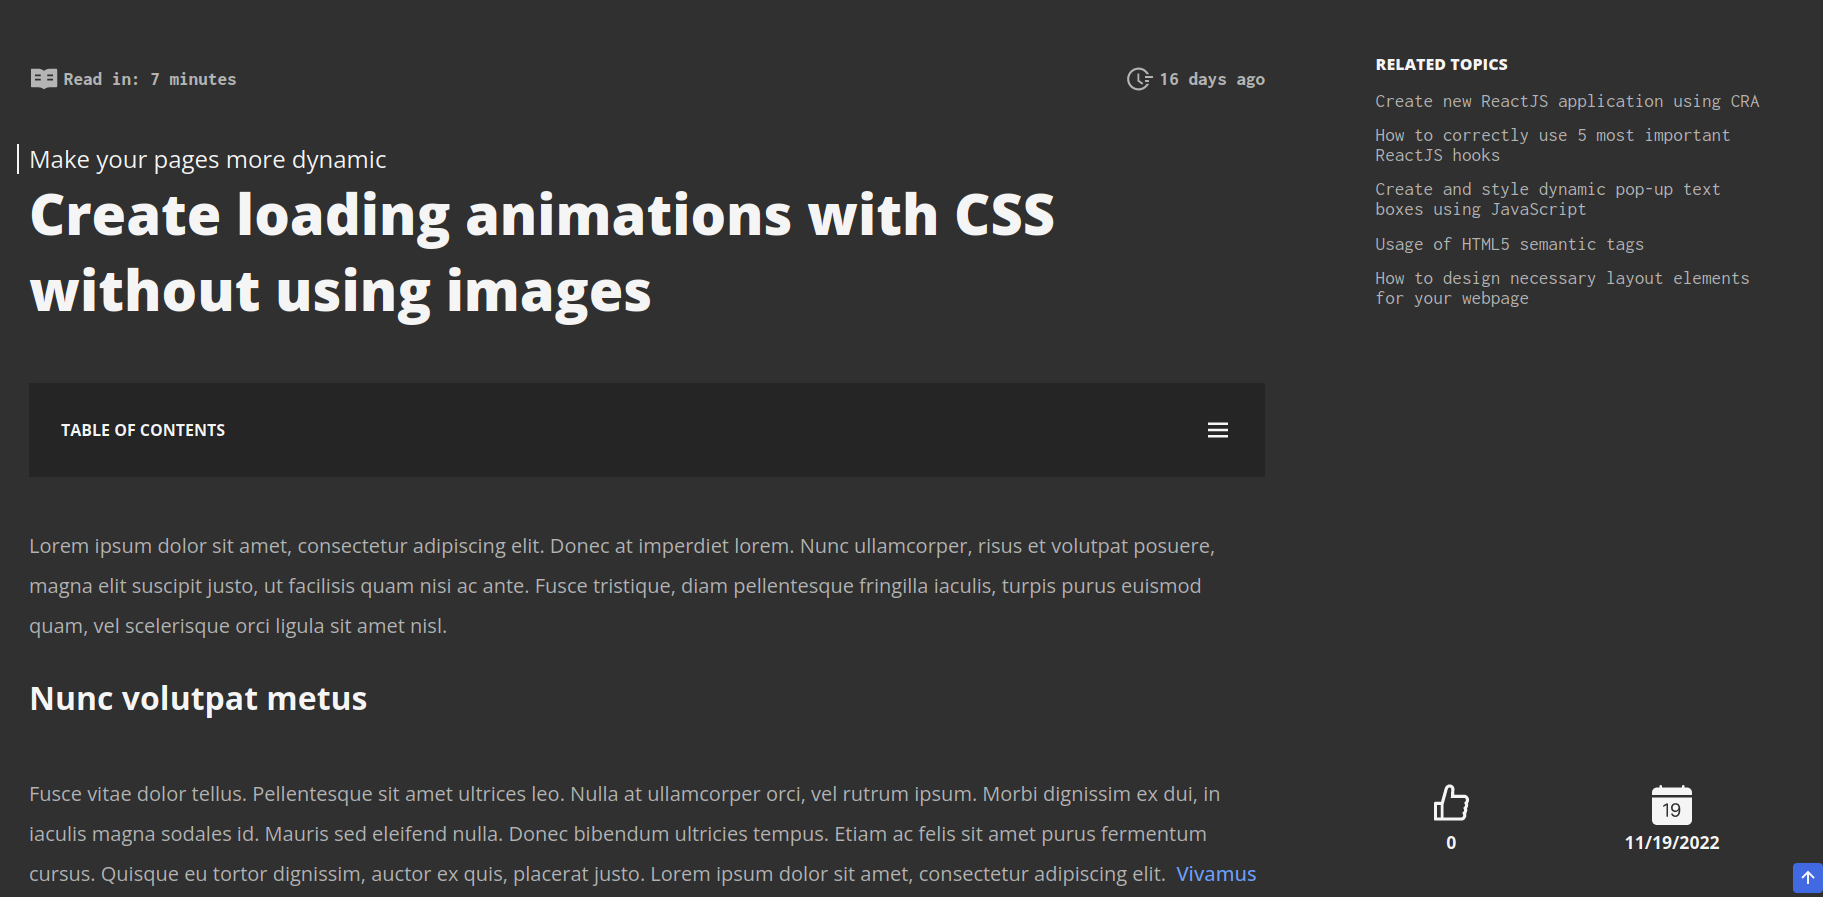 Read in: 7 minutes
16 days ago
Make your pages more dynamic
Create loading animations with CSS
without using images
TABLE OF CONTENTS
Lorem ipsum dolor sit amet, consectetur adipiscing elit. Donec at imperdiet lorem. Nunc ullamcorper, risus et volutpat posuere,
magna elit suscipit justo, ut facilisis quam nisi ac ante. Fusce tristique, diam pellentesque fringilla iaculis, turpis purus euismod
quam, vel scelerisque orci ligula sit amet nisl.
Nunc volutpat metus
Fusce vitae dolor tellus. Pellentesque sit amet ultrices leo. Nulla at ullamcorper orci, vel rutrum ipsum. Morbi dignissim ex dui, in
iaculis magna sodales id. Mauris sed eleifend nulla. Donec bibendum ultricies tempus. Etiam ac felis sit amet purus fermentum
cursus. Quisque eu tortor dignissim, auctor ex quis, placerat justo. Lorem ipsum dolor sit amet, consectetur adipiscing elit. Vivamus
RELATED TOPICS
Create new ReactJS application using CRA
How to correctly use 5 most important
ReactJS hooks
Create and style dynamic pop-up text
boxes using JavaScript
Usage of HTML5 semantic tags
How to design necessary layout elements
for your webpage
0
19
11/19/2022